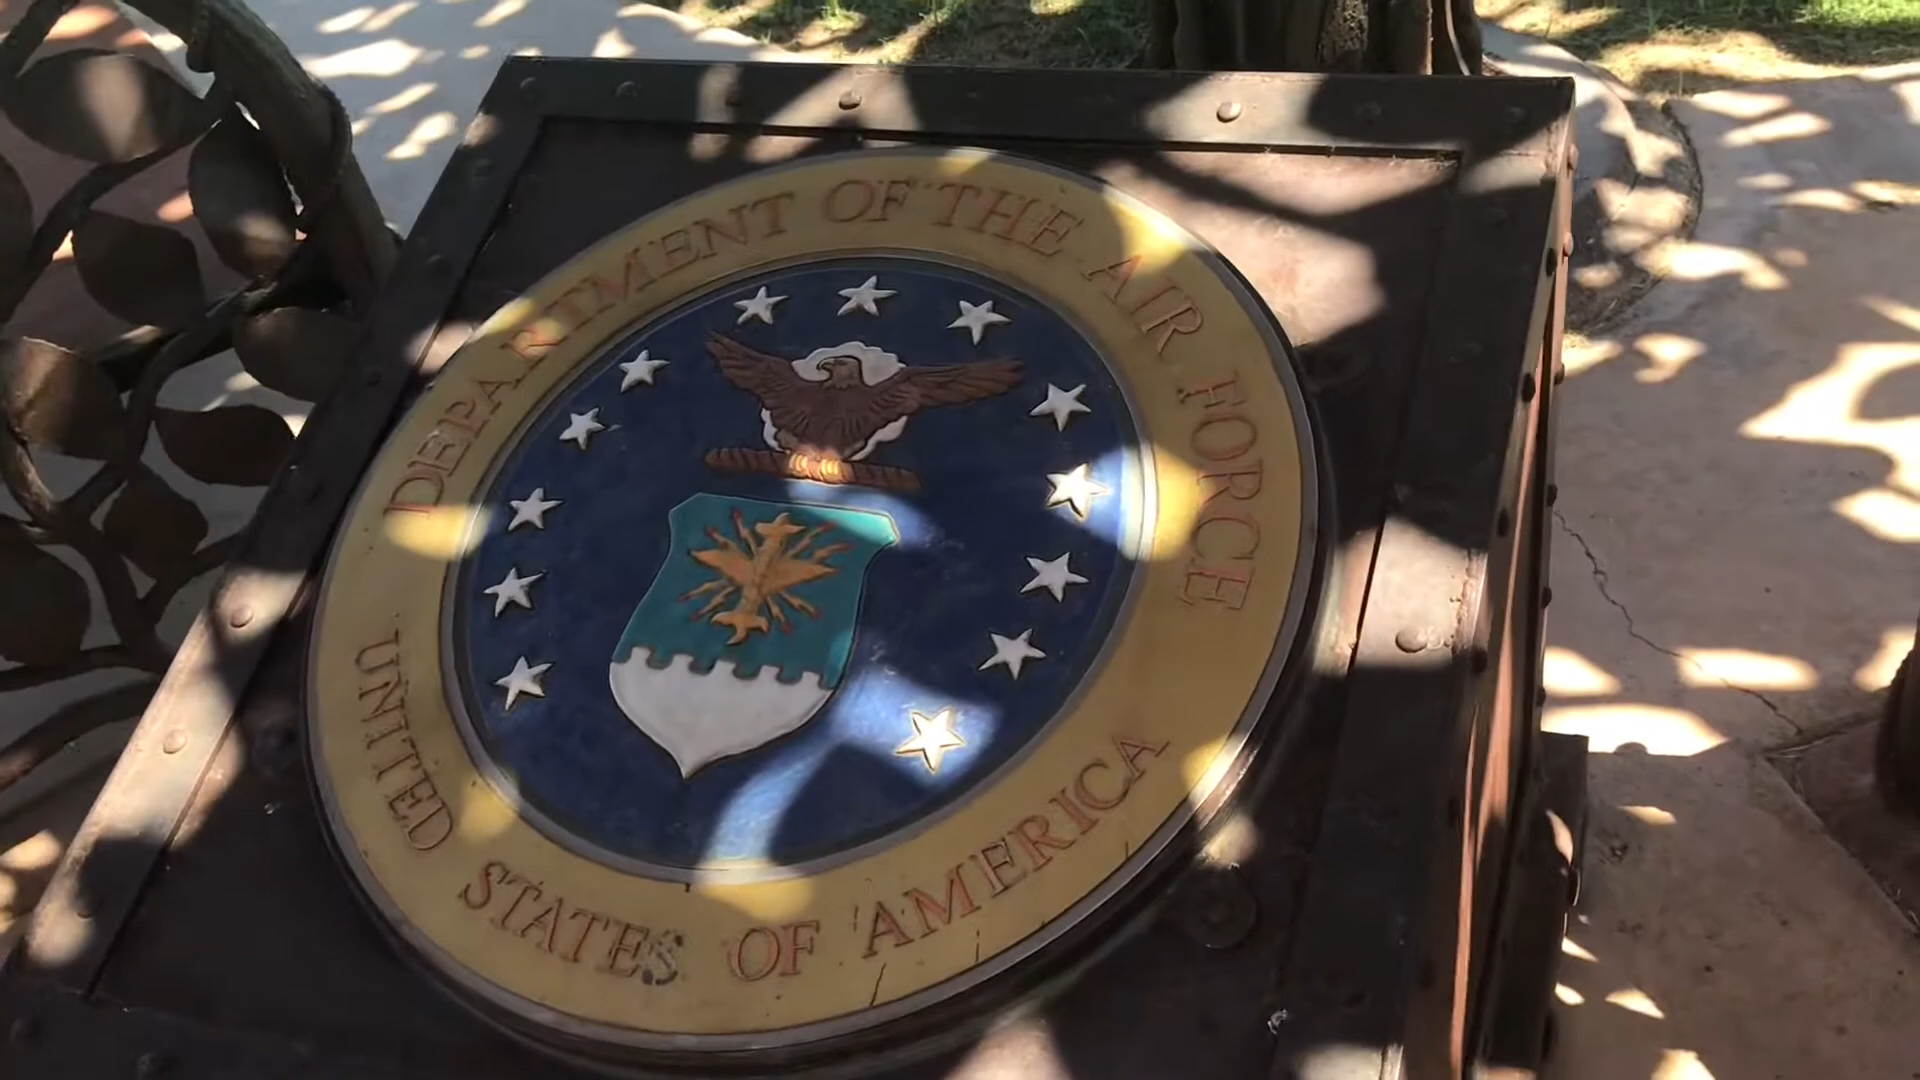 DEPARTMENT OF THE AIR FORCE
UNITED STATES OF AMERICA